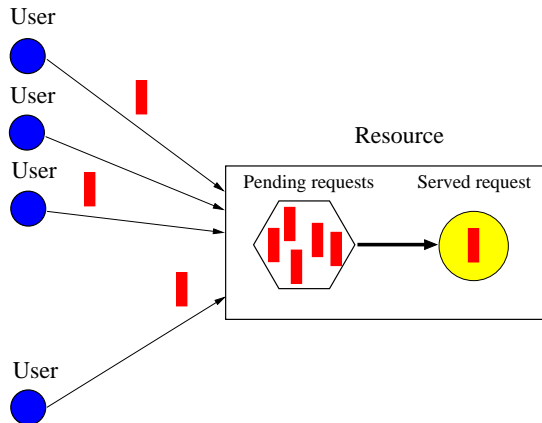 User
User
User
Resource
Pending requests
Served request
User